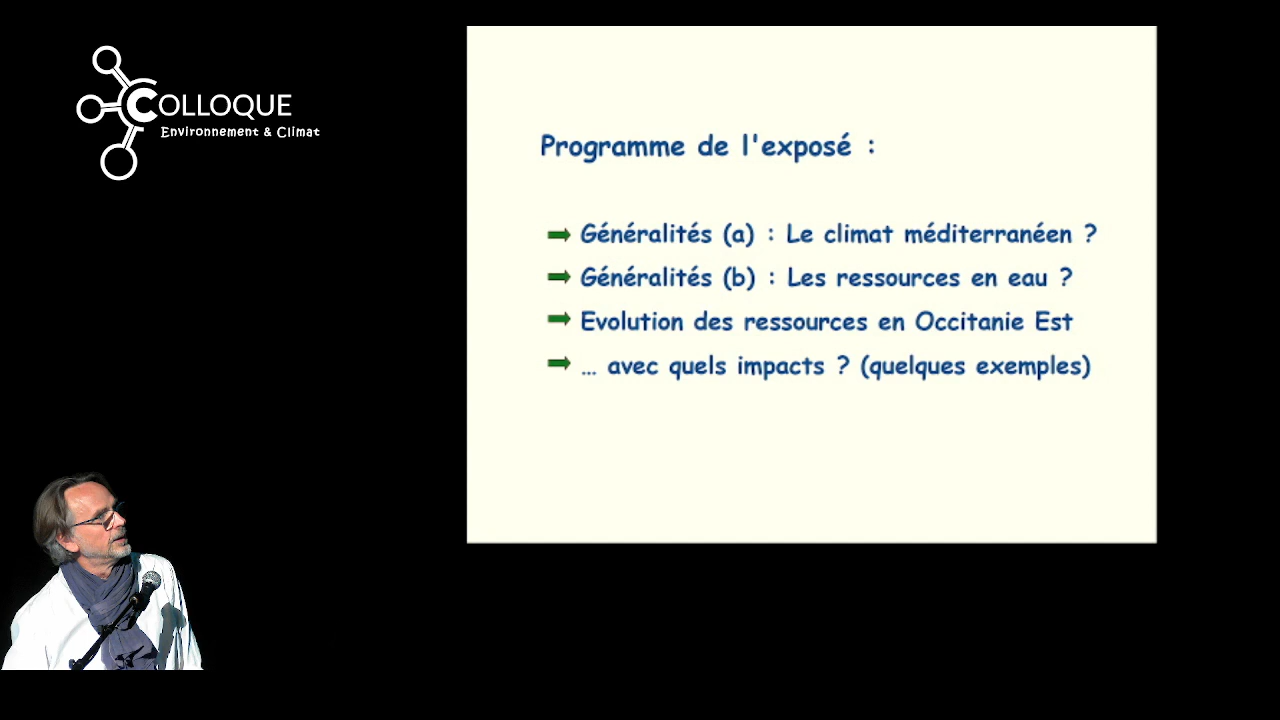 COLLOQUE
Environnement & Climat
Programme de l'exposé :
Généralités (a) : Le climat méditerranéen ?
Généralités (b) : Les ressources en eau ?
Evolution des ressources en Occitanie Est
... avec quels impacts ? (quelques exemples)